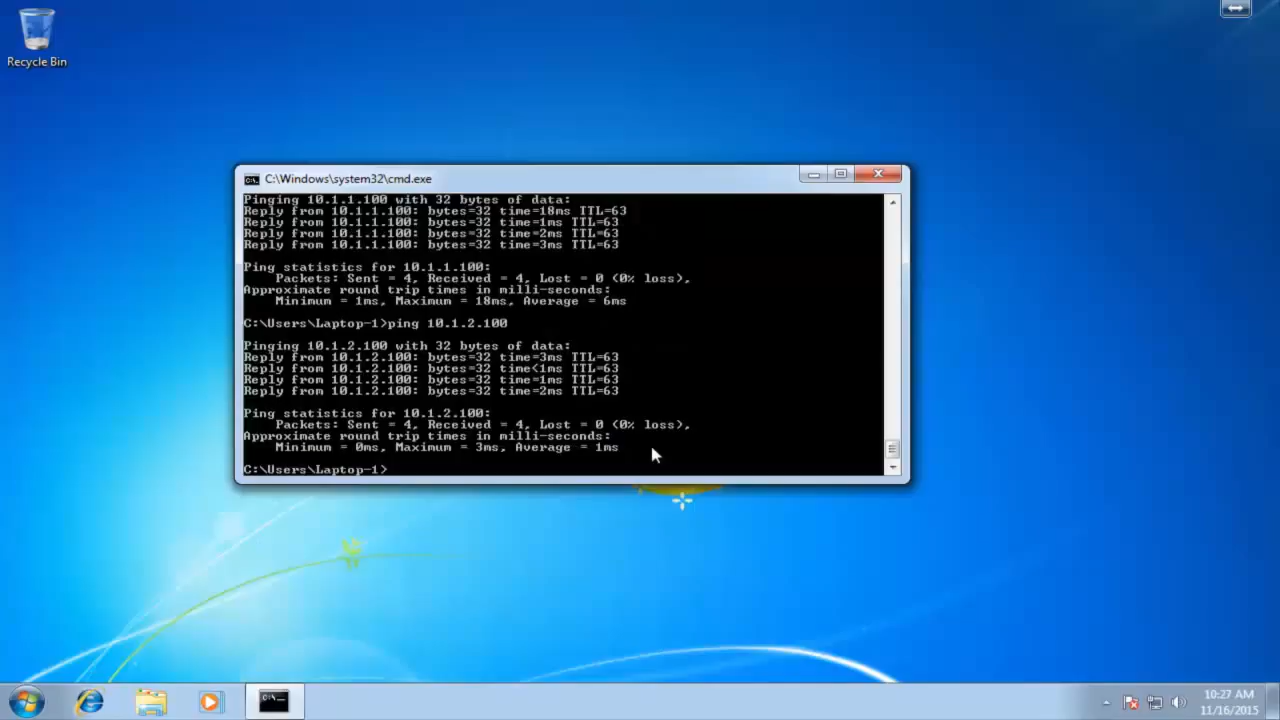 Recycle Bin
C:\Windows\system32\cmd.exe
Pinging 10.1.1.100 with 32 bytes of data:
Reply from 10.1.1.100: bytes=32 time=18ms TTL=63
Reply from 10.1.1.100: bytes=32 time=1ms TTL=63
Reply from 10.1.1.100: bytes=32 time=2ms TTL=63
Reply from 10.1.1.100: bytes=32 time=3ms TTL=63
Ping statistics for 10.1.1.100:
Packets: Sent = 4, Received = 4, Lost = 0 (0% loss),
Approximate round trip times in milli-seconds:
Minimum = 1ms, Maximum = 18ms, Average = 6ms
C:\Users\Laptop-1>ping 10.1.2.100
Pinging 10.1.2.100 with 32 bytes of data:
Reply from 10.1.2.100: bytes=32 time=3ms TTL=63
Reply from 10.1.2.100: bytes=32 time<1ms TTL=63
Reply from 10.1.2.100: bytes=32 time=1ms TTL=63
Reply from 10.1.2.100: bytes=32 time=2ms TTL=63
Ping statistics for 10.1.2.100:
Packets: Sent = 4, Received = 4, Lost = 0 (0% loss),
Approximate round trip times in milli-seconds:
Minimum = 0ms, Maximum = 3ms, Average = 1ms
C:\Users\Laptop-1>
10:27 AM
11/16/2015